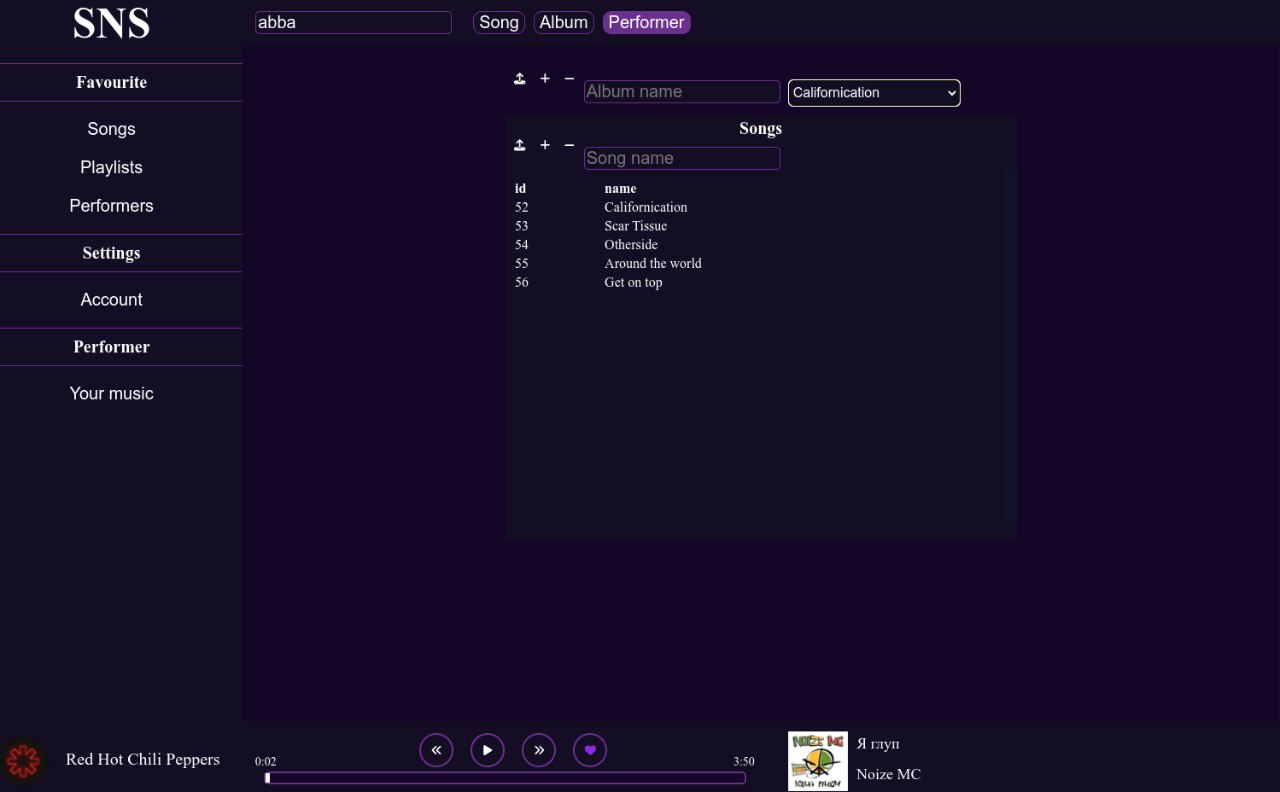 SNS
abba
Song
Album
Performer
Favourite
Songs
Playlists
Performers
Settings
Account
Performer
Your music
Album name
Californication
Songs
Song name
id name
52 Californication
53 Scar Tissue
54 Otherside
55 Around the world
56 Get on top
Red Hot Chili Peppers
0:02
3:50
NOIZE MC
Я глуп
Noize MC